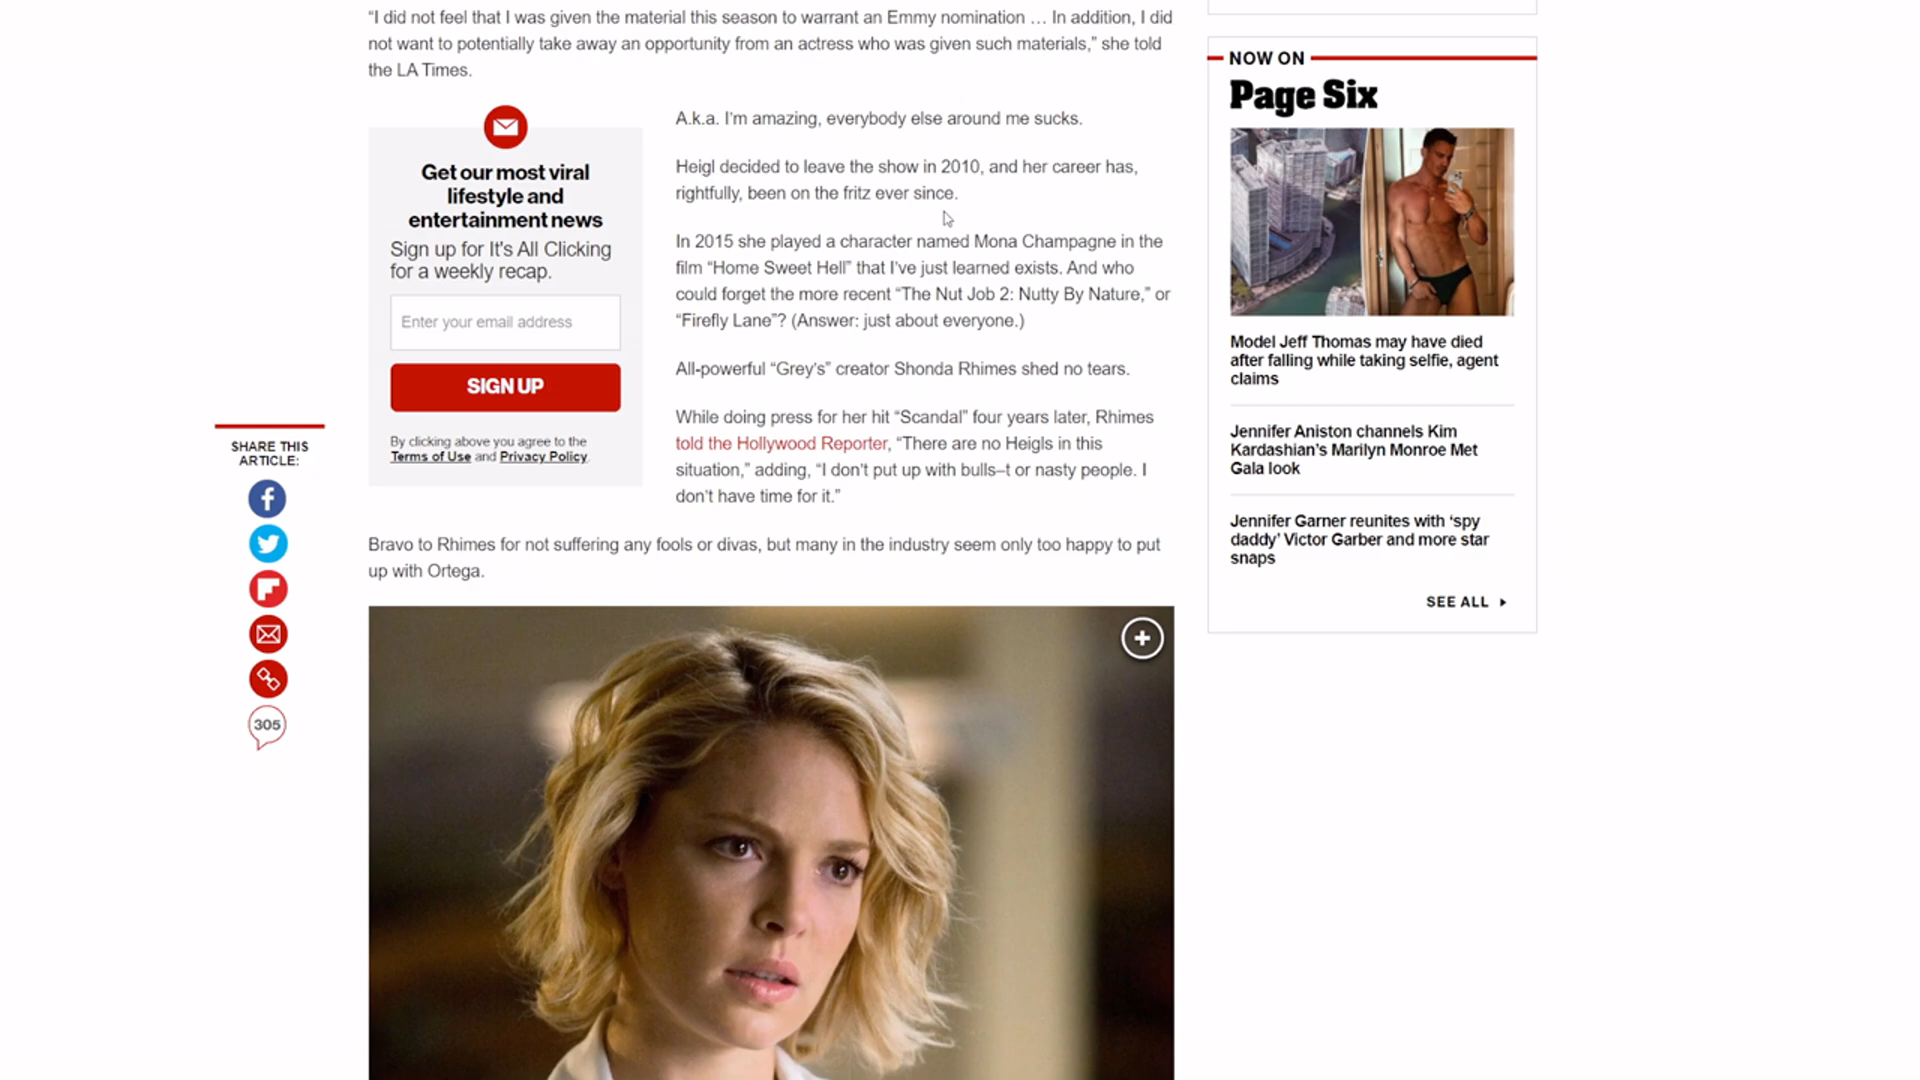 “I did not feel that I was given the material this season to warrant an Emmy nomination … In addition, I did
not want to potentially take away an opportunity from an actress who was given such materials,” she told
the LA Times.
Get our most viral
lifestyle and
entertainment news
Sign up for It's All Clicking
for a weekly recap.
Enter your email address
SIGN UP
By clicking above you agree to the
Terms of Use and Privacy Policy.
A.k.a. I’m amazing, everybody else around me sucks.
Heigl decided to leave the show in 2010, and her career has,
rightfully, been on the fritz ever since.
In 2015 she played a character named Mona Champagne in the
film “Home Sweet Hell” that I’ve just learned exists. And who
could forget the more recent “The Nut Job 2: Nutty By Nature,” or
“Firefly Lane”? (Answer: just about everyone.)
All-powerful “Grey’s” creator Shonda Rhimes shed no tears.
While doing press for her hit “Scandal” four years later, Rhimes
told the Hollywood Reporter, “There are no Heigls in this
situation,” adding, “I don’t put up with bulls–t or nasty people. I
don’t have time for it.”
Bravo to Rhimes for not suffering any fools or divas, but many in the industry seem only too happy to put
up with Ortega.
SHARE THIS
ARTICLE:
305
NOW ON
Page Six
Model Jeff Thomas may have died
after falling while taking selfie, agent
claims
Jennifer Aniston channels Kim
Kardashian’s Marilyn Monroe Met
Gala look
Jennifer Garner reunites with ‘spy
daddy’ Victor Garber and more star
snaps
SEE ALL